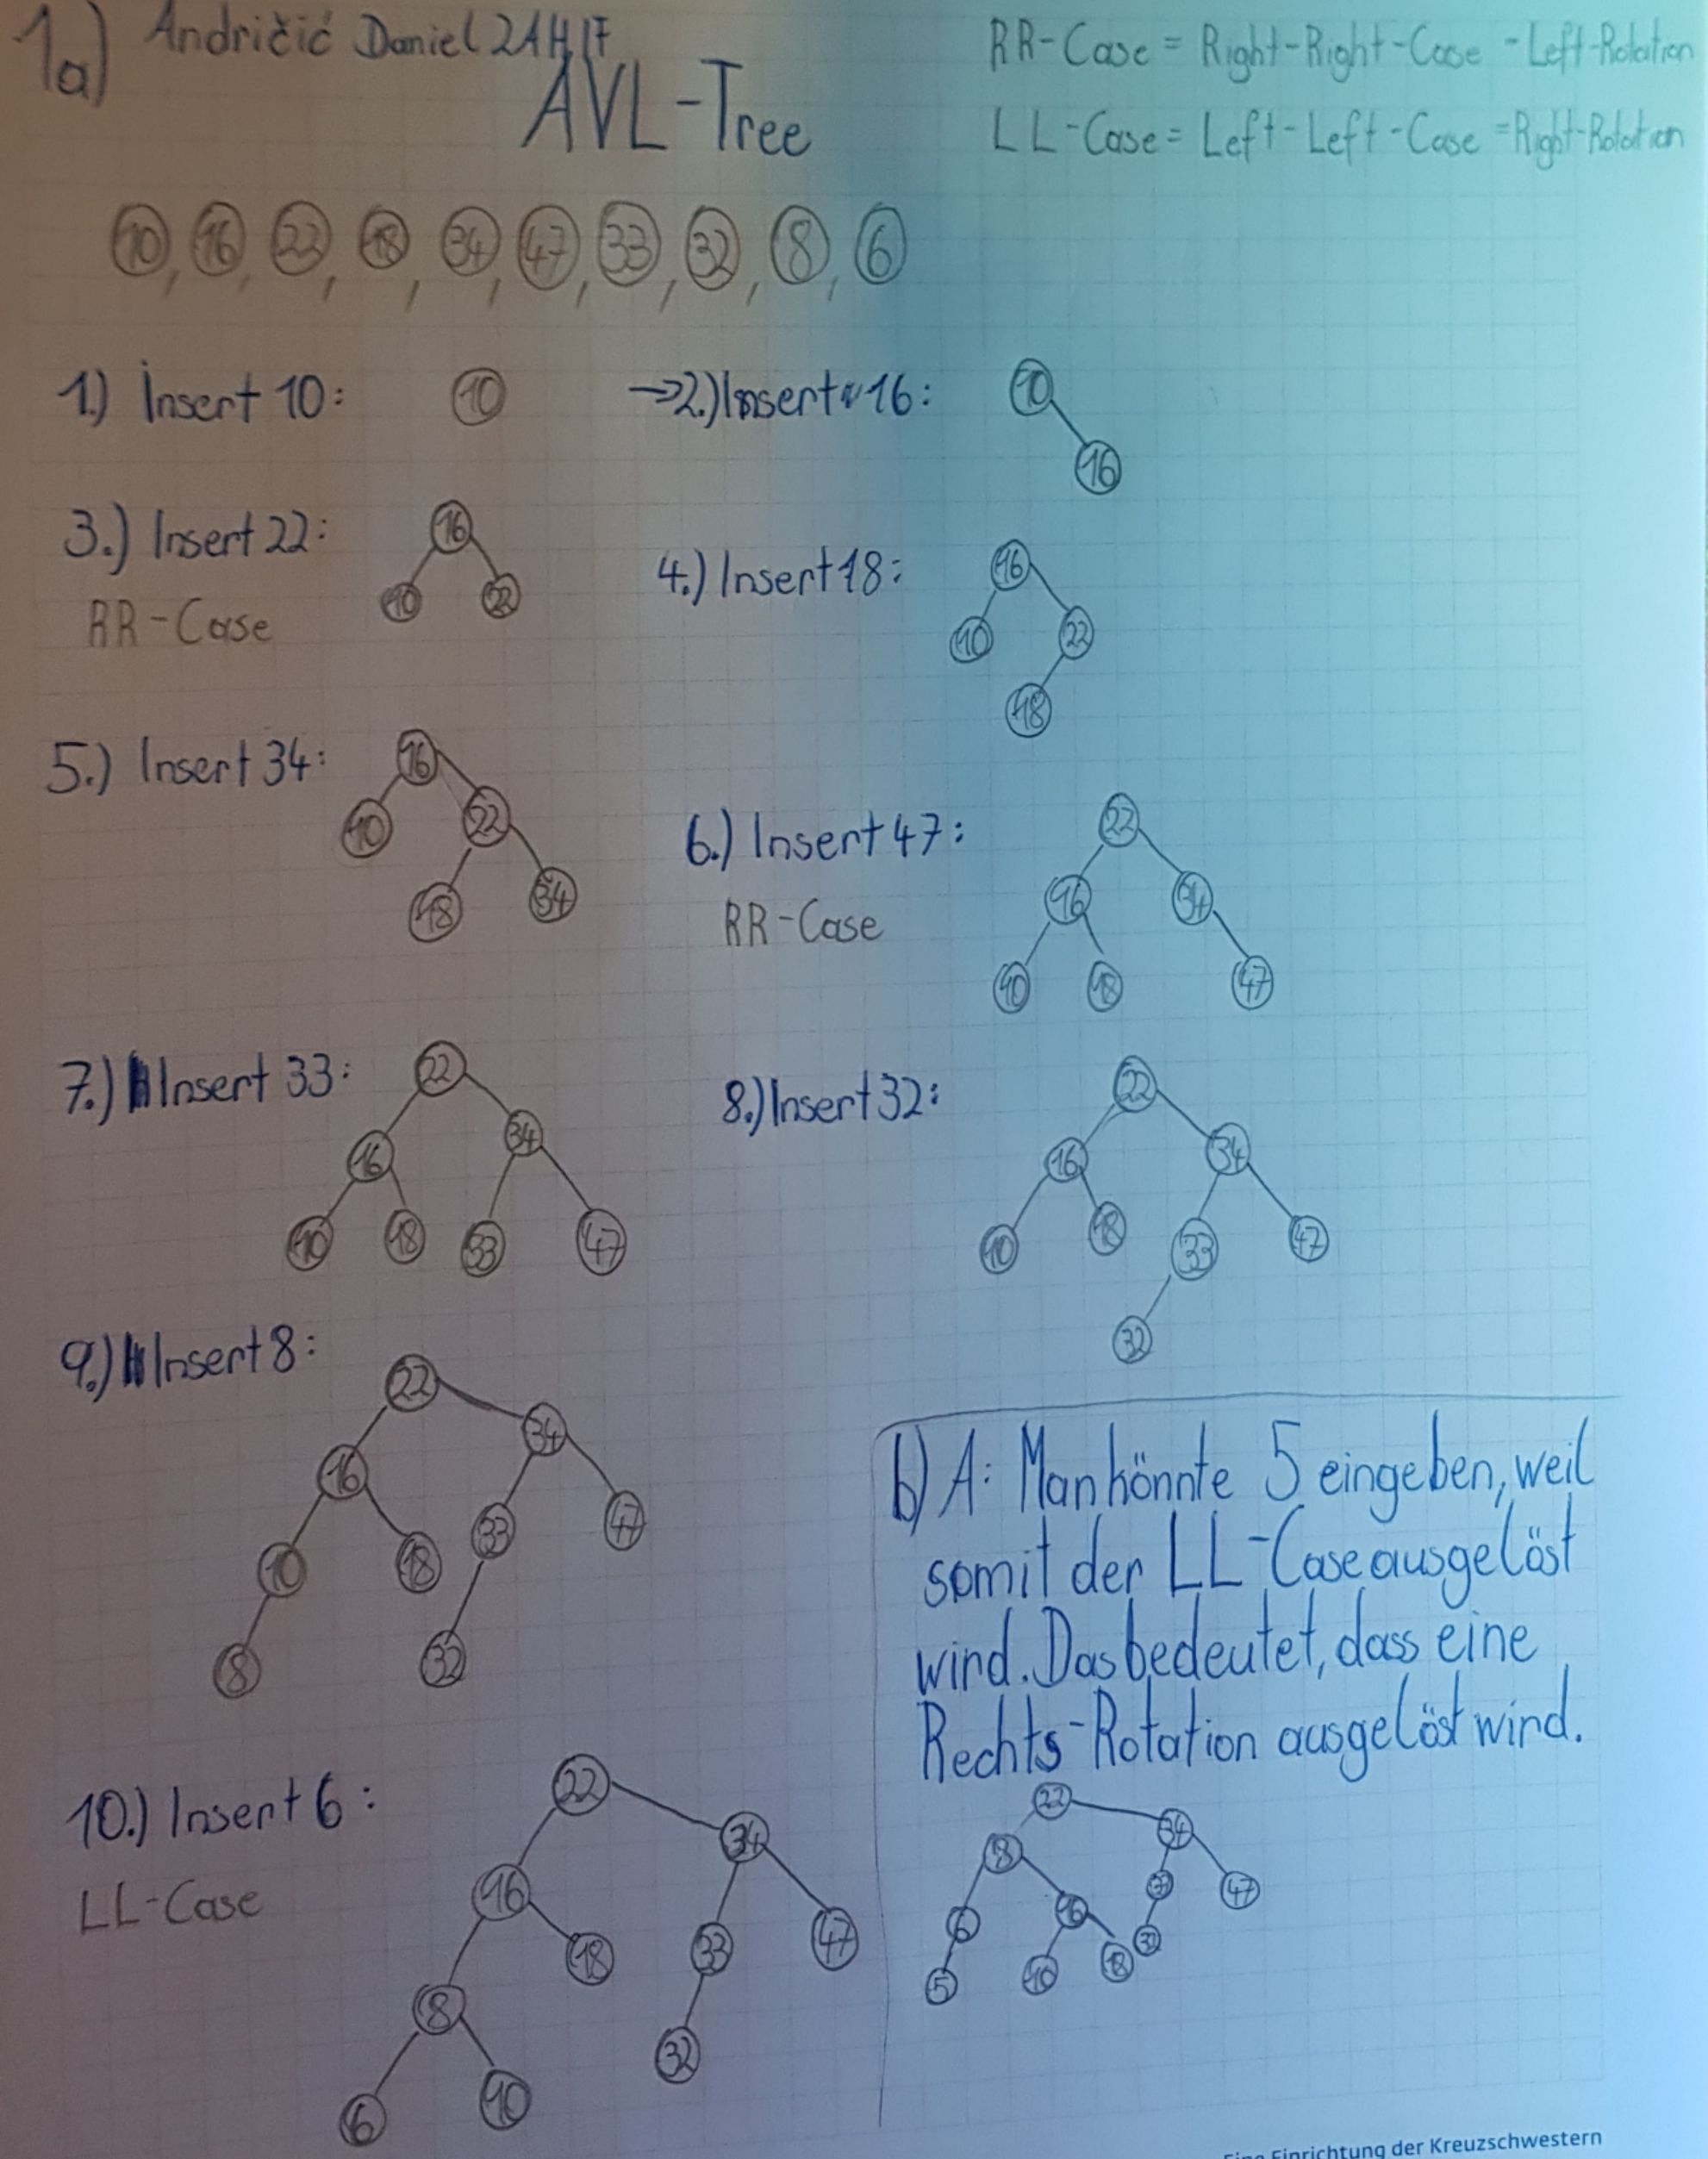 1a) Andričić Daniel 2AHIF
AVL-Tree
RR-Case = Right-Right-Case - Left-Rotation
LL-Case = Left-Left-Case = Right-Rotation
10, 16, 22, 18, 34, 47, 33, 32, 8, 6
1.) Insert 10:
10
→ 2.) Insert 16:
10
16
3.) Insert 22:
RR-Case
16
10 22
4.) Insert 18:
16
10 22
18
5.) Insert 34:
16
10 22
18 34
6.) Insert 47:
RR-Case
22
16 34
10 18 47
7.) Insert 33:
22
16 34
10 18 33 47
8.) Insert 32:
22
16 34
10 18 33 47
32
9.) Insert 8:
22
16 34
10 18 33 47
8 32
10.) Insert 6:
LL-Case
22
16 34
8 18 33 47
6 10 32
b) A: Man könnte 5 eingeben, weil
somit der LL-Case ausgelöst
wird. Das bedeutet, dass eine
Rechts-Rotation ausgelöst wird.
22
8 34
6 16 33 47
5 10 18 32
Eine Einrichtung der Kreuzschwestern